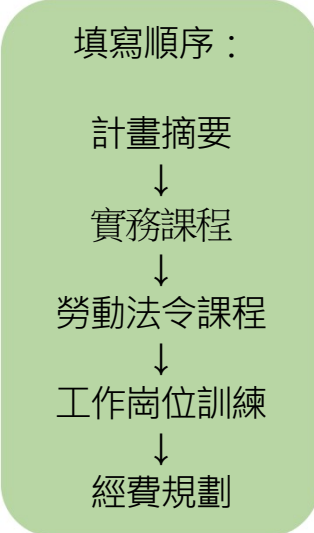 填寫順序：
計畫摘要
↓
實務課程
↓
勞動法令課程
↓
工作崗位訓練
↓
經費規劃